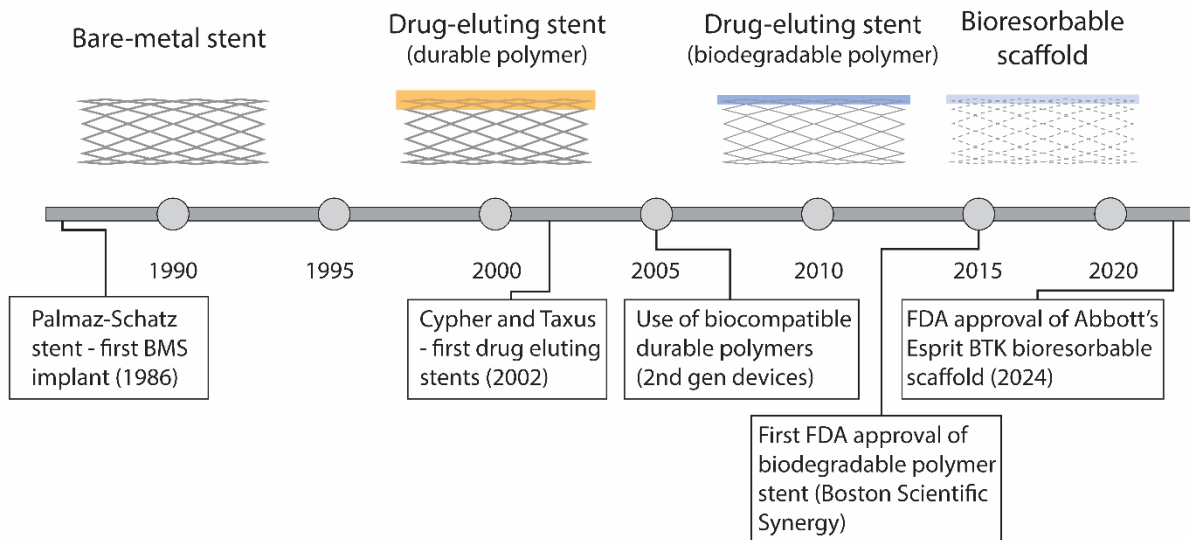 Bare-metal stent
Drug-eluting stent
(durable polymer)
Drug-eluting stent
(biodegradable polymer)
Bioresorbable
scaffold
1990
1995
2000
2005
2010
2015
2020
Palmaz-Schatz
stent - first BMS
implant (1986)
Cypher and Taxus
- first drug eluting
stents (2002)
Use of biocompatible
durable polymers
(2nd gen devices)
First FDA approval of
biodegradable polymer
stent (Boston Scientific
Synergy)
FDA approval of Abbott’s
Esprit BTK bioresorbable
scaffold (2024)